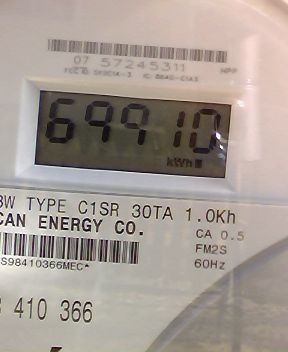 07 57245311
69910
kWh
TYPE C1SR 30TA 1.0Kh
CAN ENERGY CO.
CA 0.5
FM2S
60Hz
S98410366MEC*
410 366